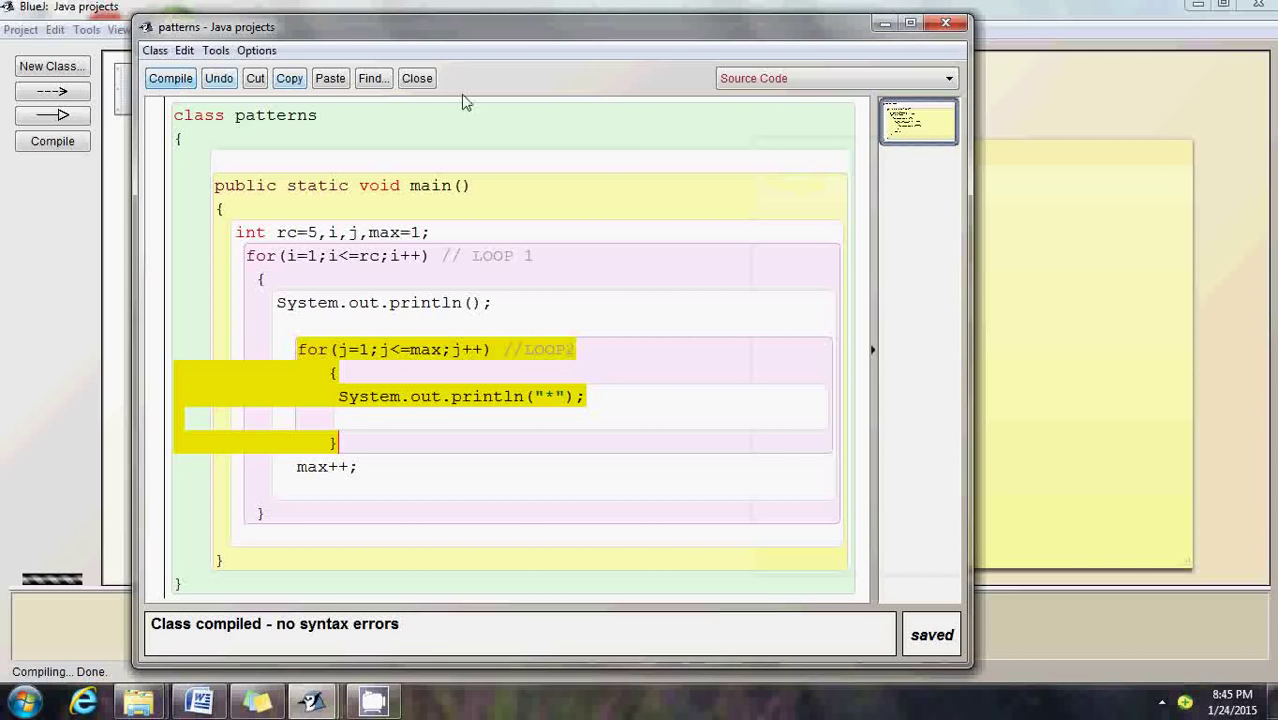 BlueJ: Java projects
Project Edit Tools View
New Class...
Compile
patterns - Java projects
Class Edit Tools Options
Compile Undo Cut Copy Paste Find... Close Source Code
class patterns
{
public static void main()
{
int rc=5,i,j,max=1;
for(i=1;i<=rc;i++) // LOOP 1
{
System.out.println();
for(j=1;j<=max;j++) //LOOP2
{
System.out.println("*");
}
max++;
}
}
}
Class compiled - no syntax errors
saved
Compiling... Done.
8:45 PM
1/24/2015